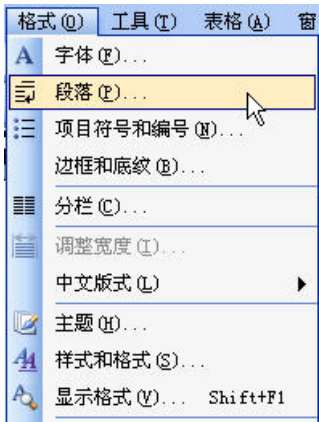 格式(O) 工具(T) 表格(A) 窗
字体(F)...
段落(P)...
项目符号和编号(N)...
边框和底纹(B)...
分栏(C)...
调整宽度(I)...
中文版式(L)
主题(H)...
样式和格式(S)...
显示格式(V)... Shift+F1